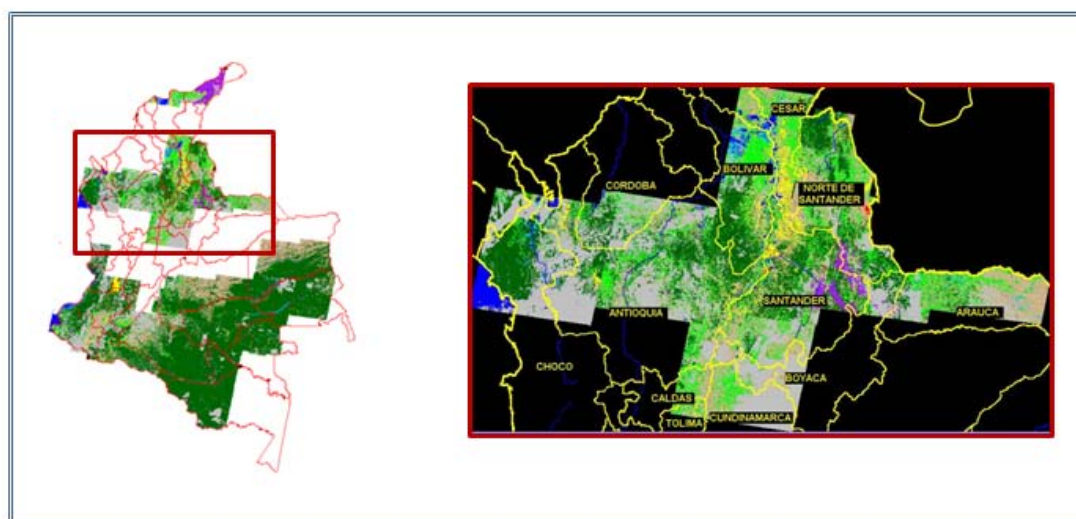 CESAR
BOLIVAR
CORDOBA
NORTE DE
SANTANDER
SANTANDER
ANTIOQUIA
ARAUCA
CHOCO
BOYACA
CALDAS
CUNDINAMARCA
TOLIMA